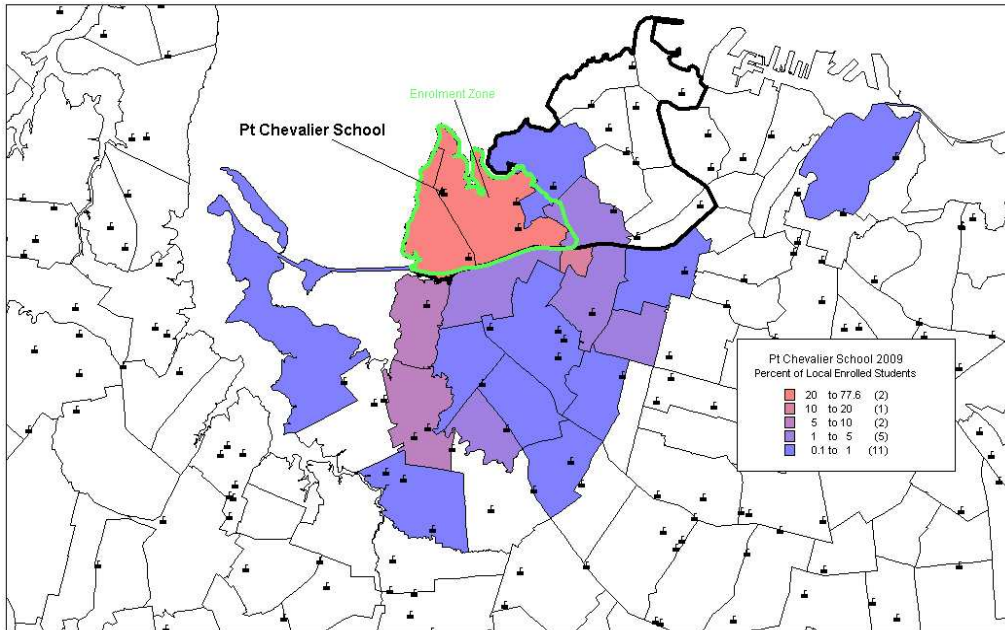 Enrolment Zone
Pt Chevalier School
Pt Chevalier School 2009
Percent of Local Enrolled Students
20 to 77.6 (2)
10 to 20 (1)
5 to 10 (2)
1 to 5 (5)
0.1 to 1 (11)